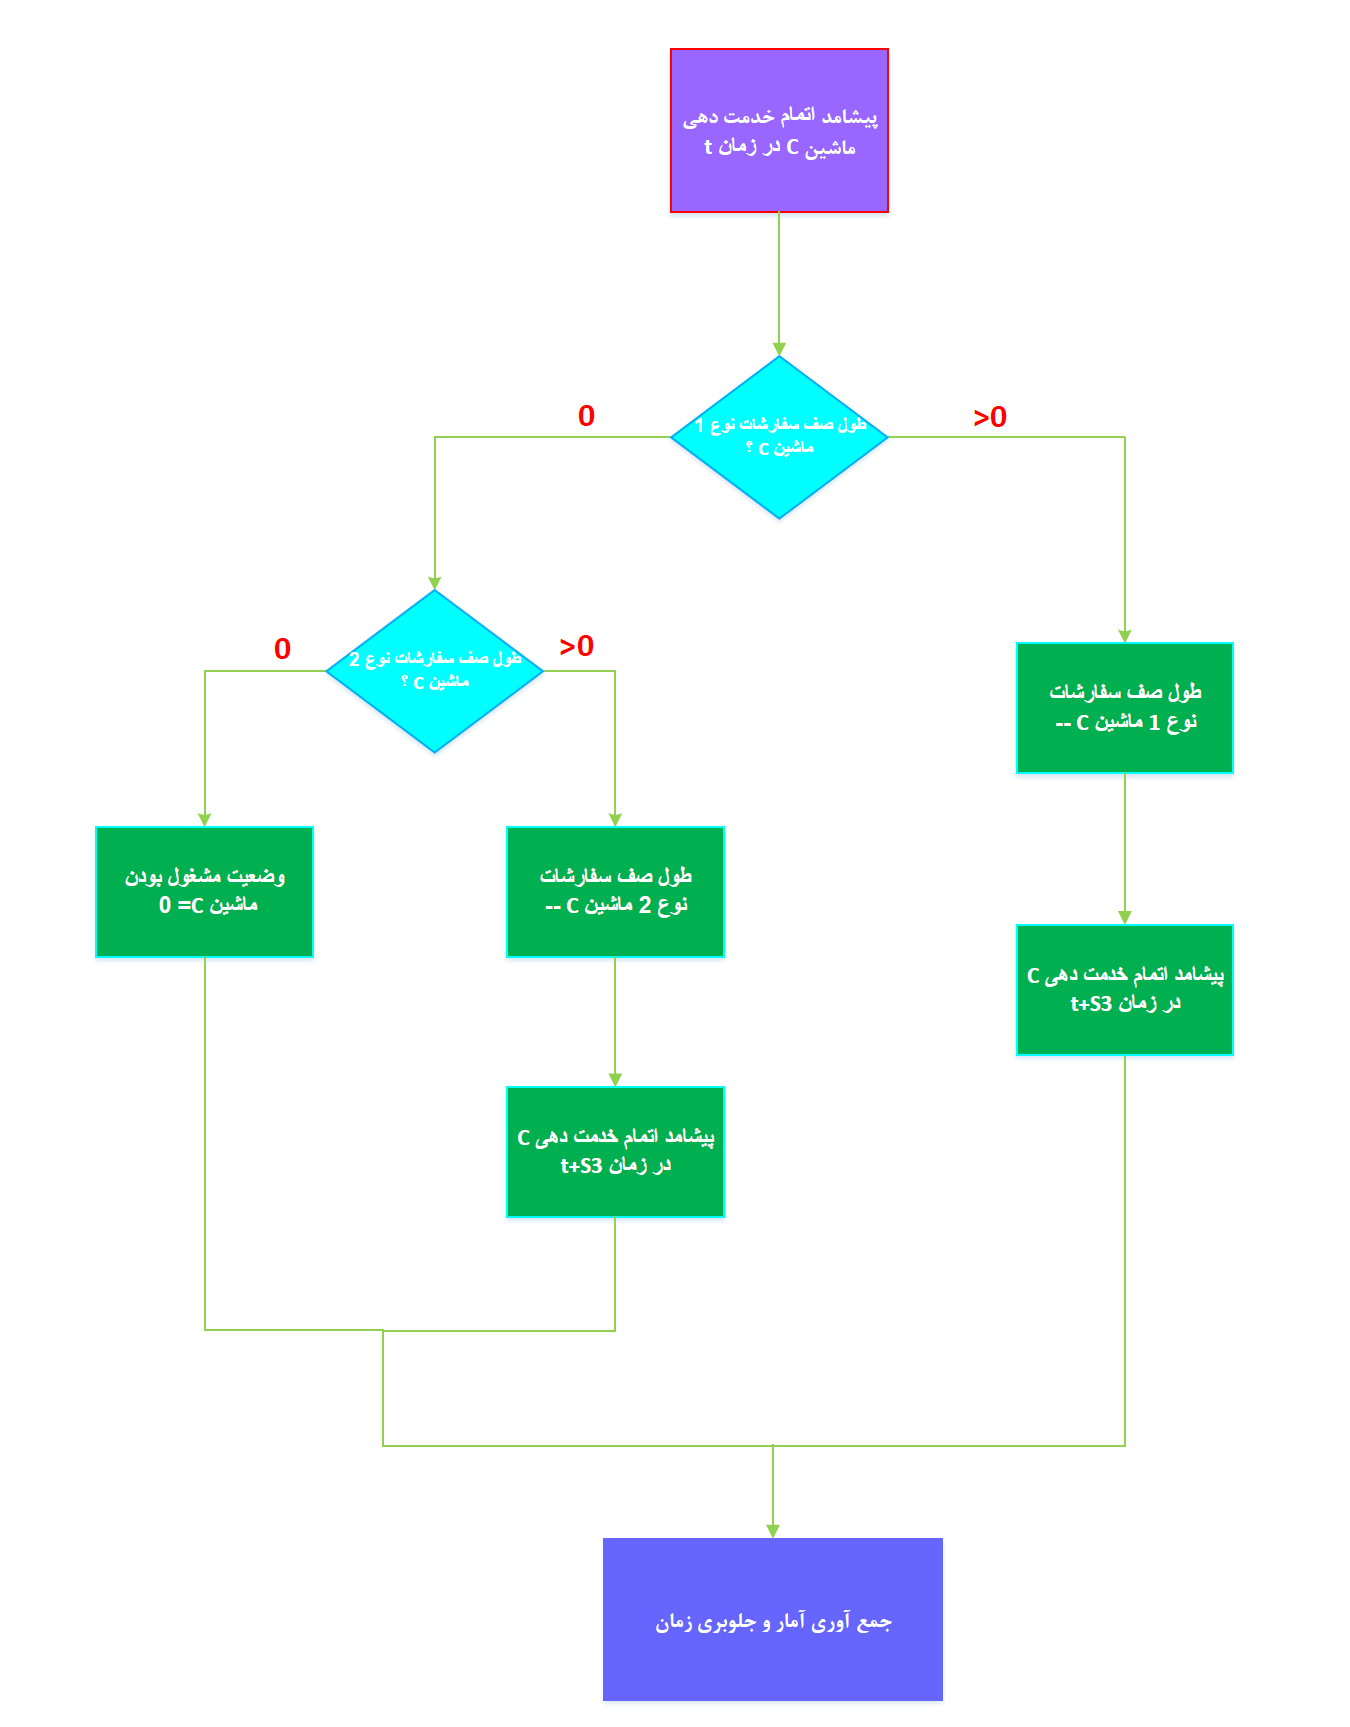 پیشامد اتمام خدمت دهی
ماشین C در زمان t
0
>0
طول صف سفارشات نوع 1
ماشین C ؟
0
>0
طول صف سفارشات نوع 2
ماشین C ؟
طول صف سفارشات
نوع 1 ماشین C --
وضعیت مشغول بودن
ماشین C= 0
طول صف سفارشات
نوع 2 ماشین C --
پیشامد اتمام خدمت دهی C
در زمان t+S3
پیشامد اتمام خدمت دهی C
در زمان t+S3
جمع آوری آمار و جلوبری زمان